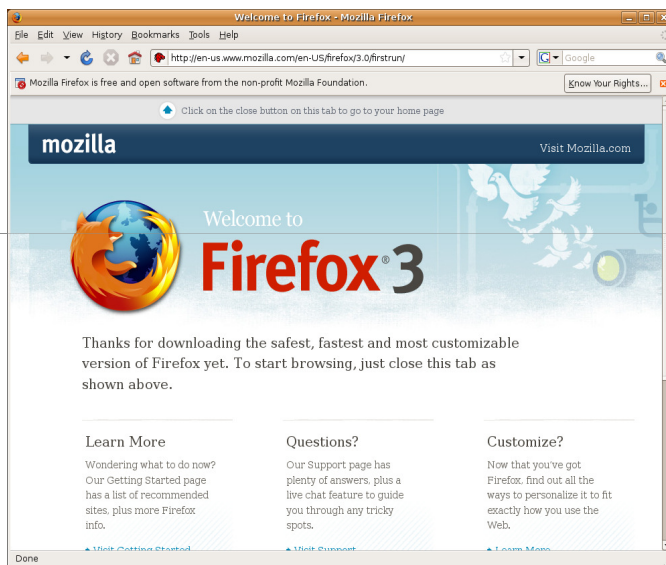 Welcome to Firefox - Mozilla Firefox
File Edit View History Bookmarks Tools Help
http://en-us.www.mozilla.com/en-US/firefox/3.0/firstrun/
Google
Mozilla Firefox is free and open software from the non-profit Mozilla Foundation.
Know Your Rights...
Click on the close button on this tab to go to your home page
mozilla
Visit Mozilla.com
Welcome to
Firefox® 3
Thanks for downloading the safest, fastest and most customizable
version of Firefox yet. To start browsing, just close this tab as
shown above.
Learn More
Wondering what to do now?
Our Getting Started page
has a list of recommended
sites, plus more Firefox
info.
Visit Getting Started
Questions?
Our Support page has
plenty of answers, plus a
live chat feature to guide
you through any tricky
spots.
Visit Support
Customize?
Now that you've got
Firefox, find out all the
ways to personalize it to fit
exactly how you use the
Web.
Learn More
Done